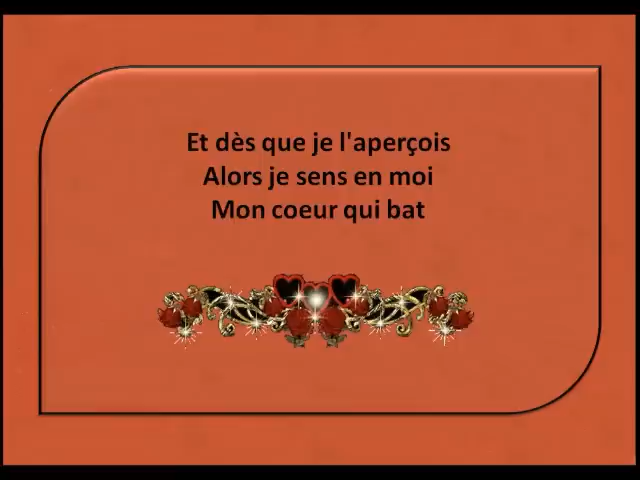 Et dès que je l'aperçois
Alors je sens en moi
Mon coeur qui bat